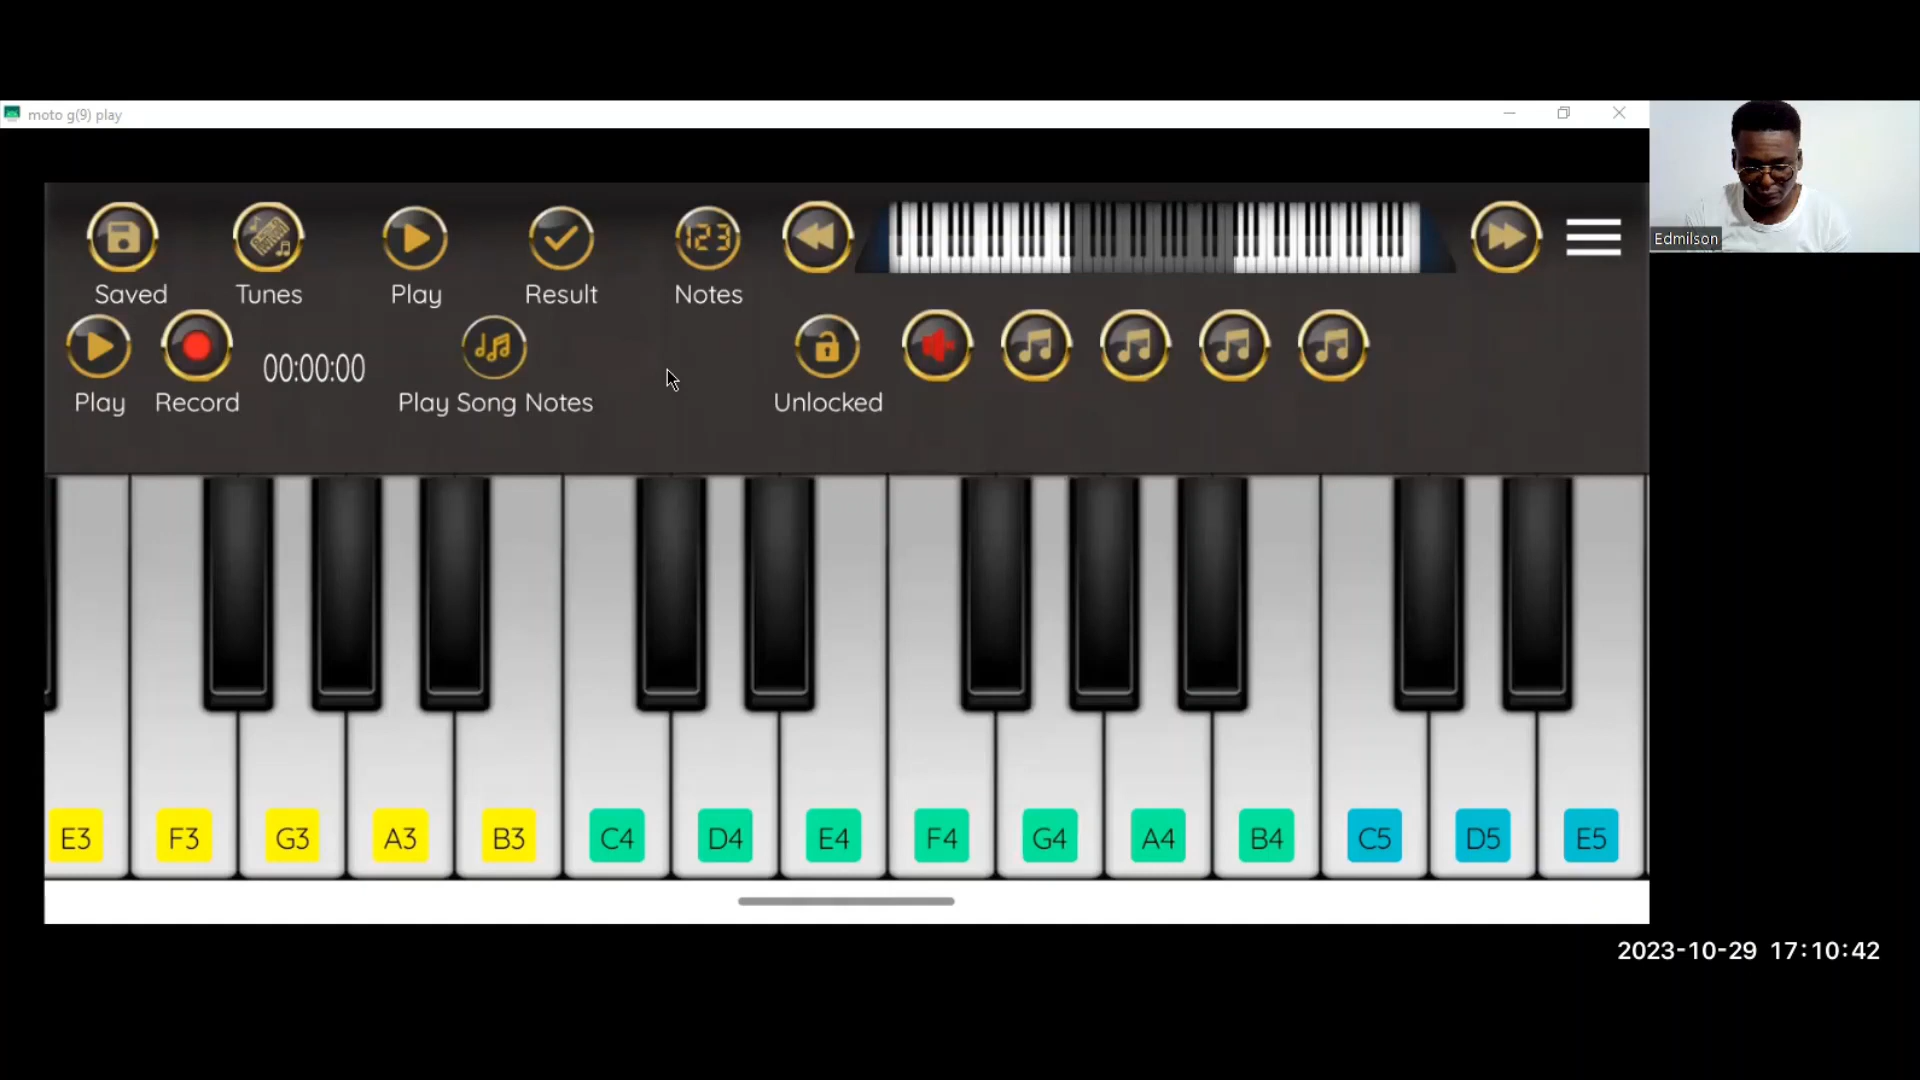 moto g(9) play
Saved Tunes Play Result 123 Notes
Play Record 00:00:00 Play Song Notes Unlocked
Edmilson
E3 F3 G3 A3 B3 C4 D4 E4 F4 G4 A4 B4 C5 D5 E5
2023-10-29 17:10:42